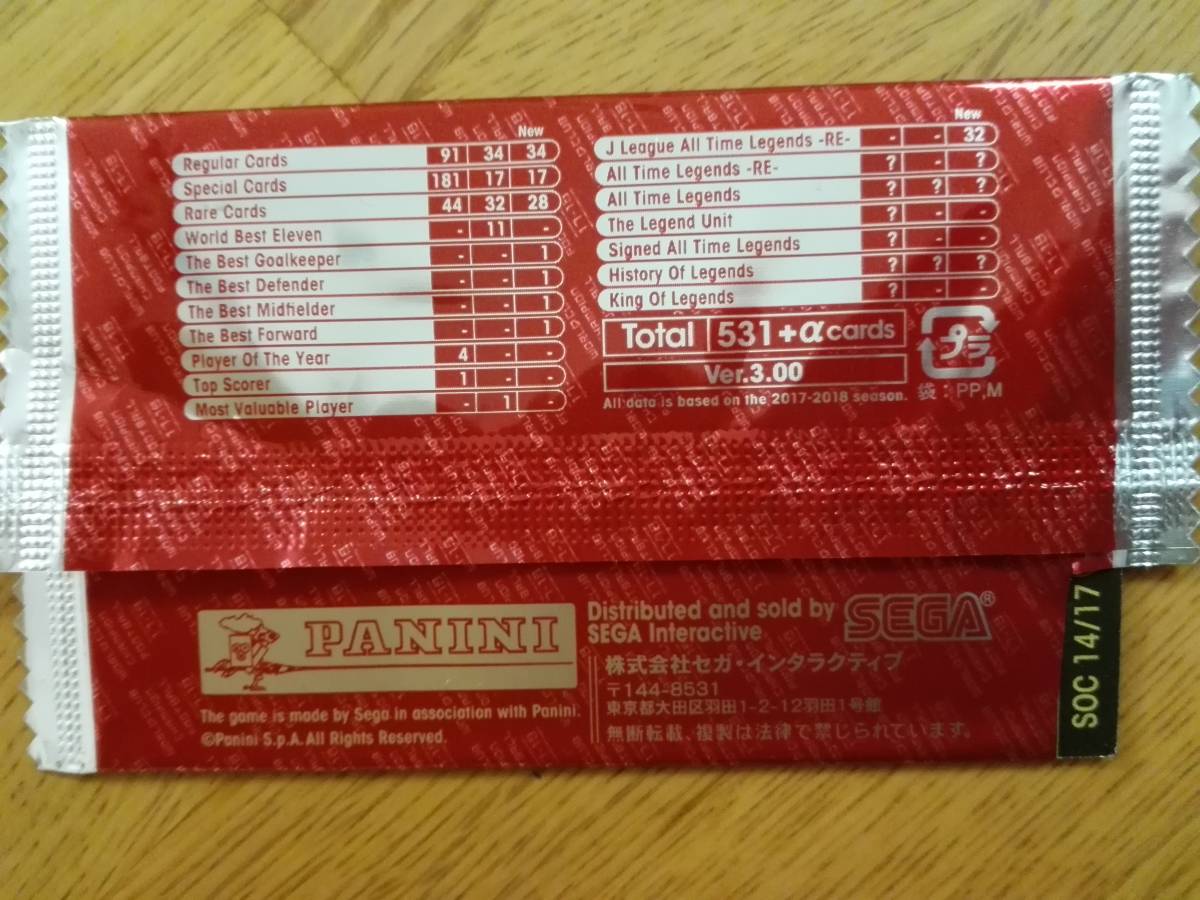 New
Regular Cards 91 34 34
Special Cards 181 17 17
Rare Cards 44 32 28
World Best Eleven - 11 -
The Best Goalkeeper - - 1
The Best Defender - - 1
The Best Midfielder - - 1
The Best Forward - - 1
Player Of The Year 4 - -
Top Scorer 1 - -
Most Valuable Player - 1 -
New
J League All Time Legends -RE- - - 32
All Time Legends -RE- - - ?
All Time Legends ? ? ?
The Legend Unit ? - -
Signed All Time Legends ? - -
History Of Legends ? ? ?
King Of Legends ? - -
Total 531+αcards
Ver.3.00
All data is based on the 2017-2018 season.
プラ
袋：PP,M
PANINI
The game is made by Sega in association with Panini.
©Panini S.p.A. All Rights Reserved.
Distributed and sold by SEGA®
SEGA Interactive
株式会社セガ・インタラクティブ
〒144-8531
東京都大田区羽田1-2-12羽田1号館
無断転載、複製は法律で禁じられています。
SOC 14/17